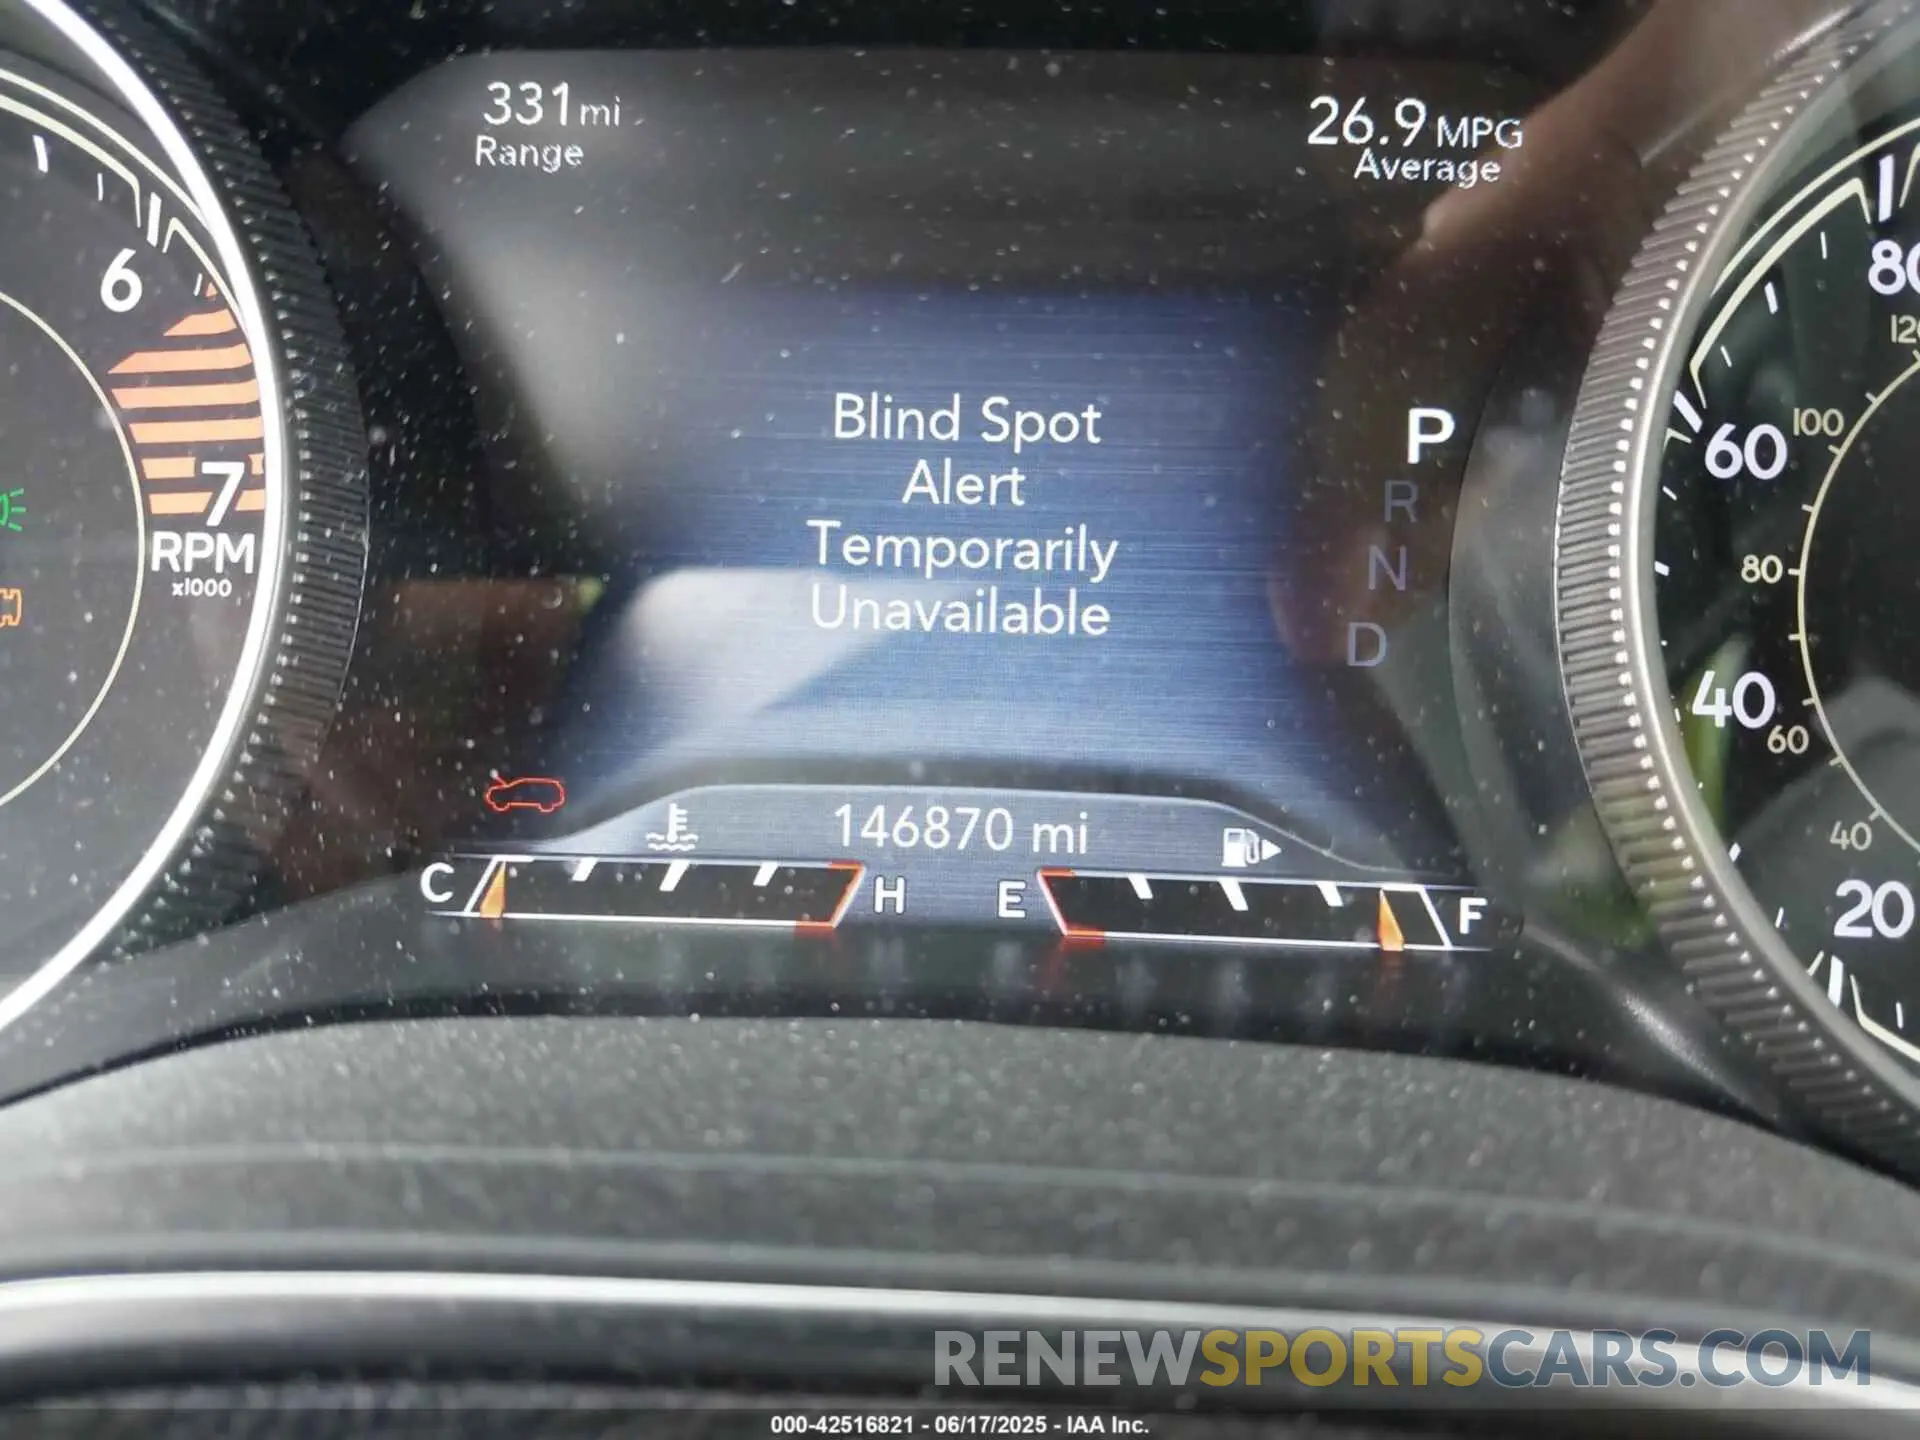 331mi
Range
26.9 MPG
Average
6
7
RPM
x1000
Blind Spot
Alert
Temporarily
Unavailable
P
R
N
D
80
120
60
100
80
40
60
40
20
146870 mi
C
H
E
F
RENEWSPORTSCARS.COM
000-42516821 - 06/17/2025 - IAA Inc.